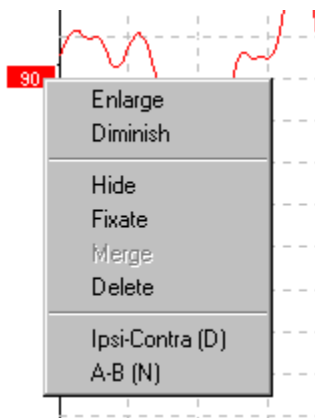 90
Enlarge
Diminish
Hide
Fixate
Merge
Delete
Ipsi-Contra (D)
A-B (N)